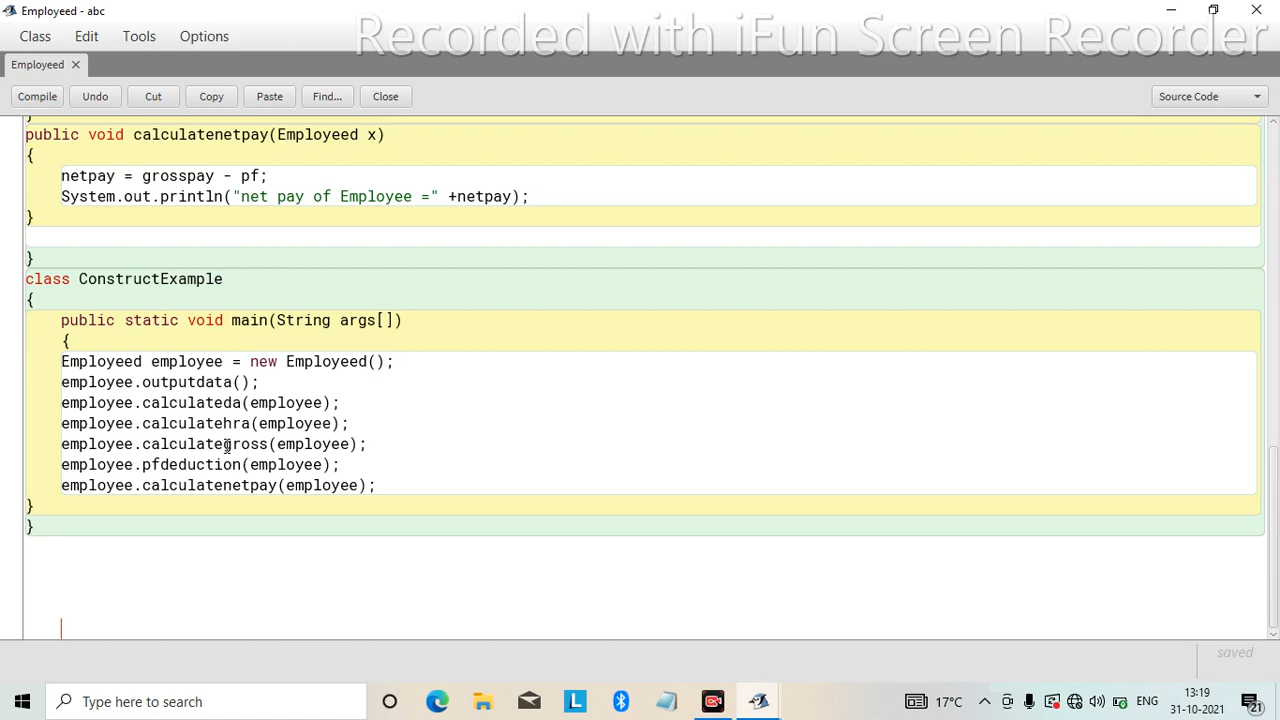 Employeed - abc
Recorded with iFun Screen Recorder
Class Edit Tools Options
Employeed
Compile Undo Cut Copy Paste Find... Close Source Code
}
public void calculatenetpay(Employeed x)
{
netpay = grosspay - pf;
System.out.println("net pay of Employee =" +netpay);
}
}
class ConstructExample
{
public static void main(String args[])
{
Employeed employee = new Employeed();
employee.outputdata();
employee.calculateda(employee);
employee.calculatehra(employee);
employee.calculategross(employee);
employee.pfdeduction(employee);
employee.calculatenetpay(employee);
}
}
saved
Type here to search
L
17°C
ENG
13:19
31-10-2021
21